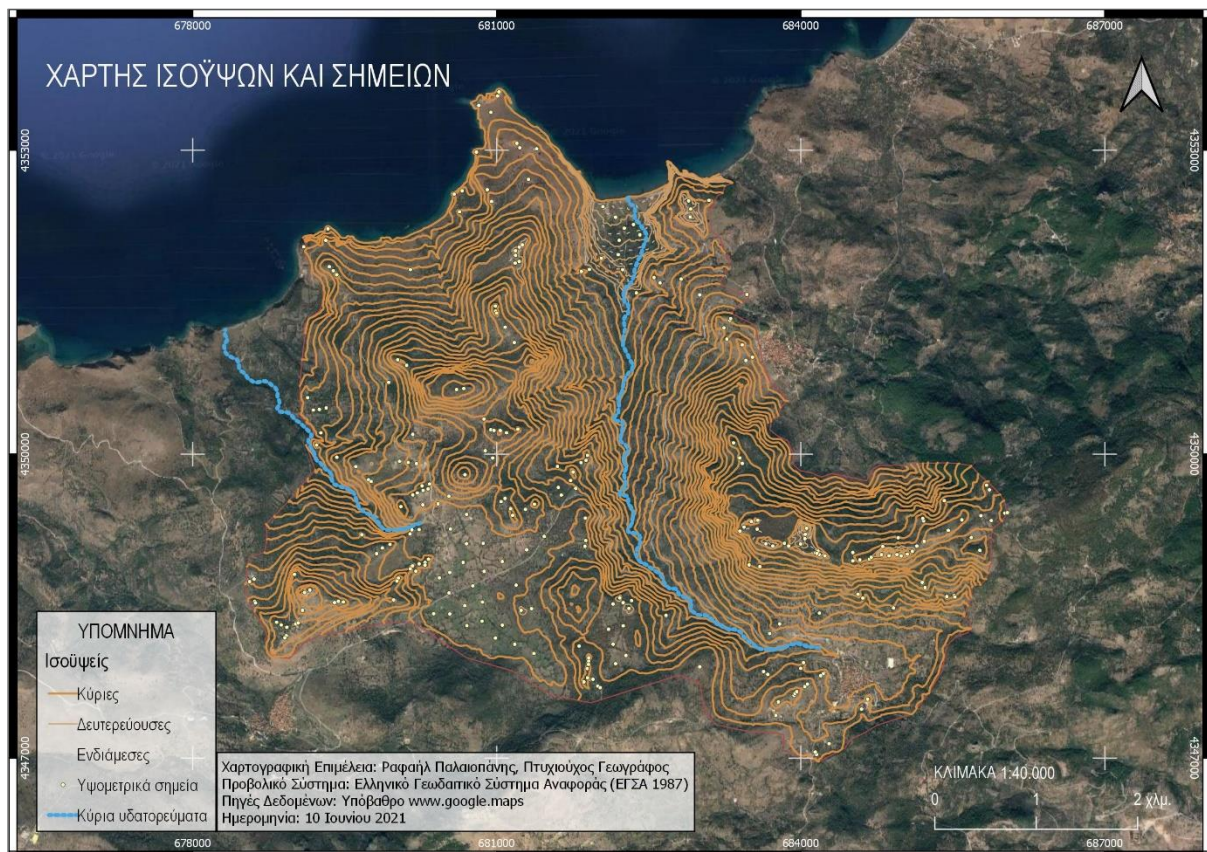 678000 681000 684000 687000
ΧΑΡΤΗΣ ΙΣΟΫΨΩΝ ΚΑΙ ΣΗΜΕΙΩΝ
4353000 4353000
4350000 4350000
ΥΠΟΜΝΗΜΑ
Ισοϋψείς
Κύριες
Δευτερεύουσες
Ενδιάμεσες
Υψομετρικά σημεία
Κύρια υδατορεύματα
Χαρτογραφική Επιμέλεια: Ραφαήλ Παλαιοπάνης, Πτυχιούχος Γεωγράφος
Προβολικό Σύστημα: Ελληνικό Γεωδαιτικό Σύστημα Αναφοράς (ΕΓΣΑ 1987)
Πηγές Δεδομένων: Υπόβαθρο www.google.maps
Ημερομηνία: 10 Ιουνίου 2021
4347000 4347000
ΚΛΙΜΑΚΑ 1:40.000
0 1 2 χλμ.
678000 681000 684000 687000